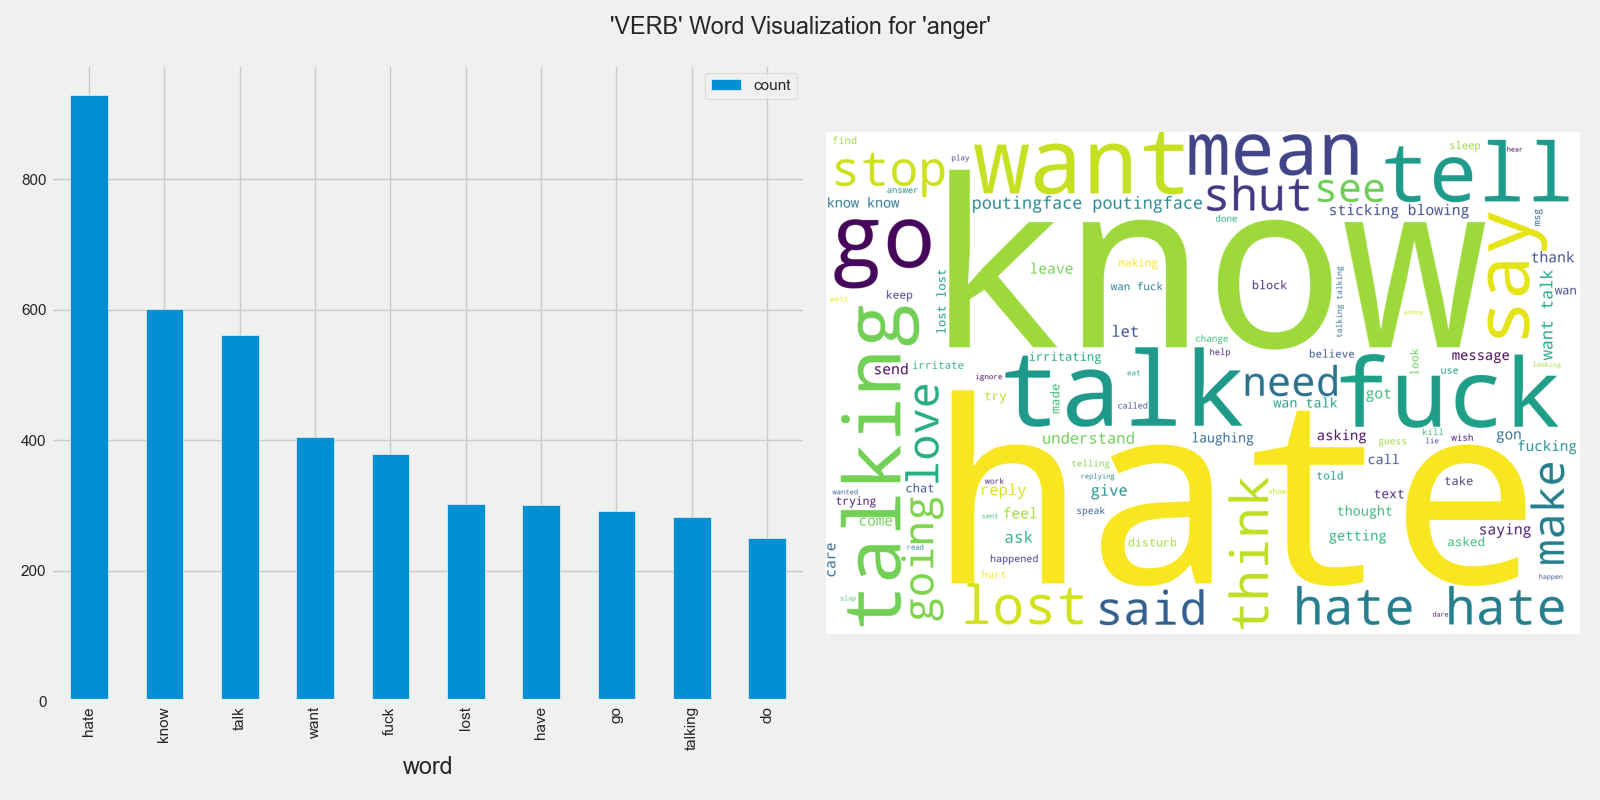 'VERB' Word Visualization for 'anger'
count
800
600
400
200
0
hate
know
talk
want
fuck
lost
have
go
talking
do
word
find
stop
play
want
mean
tell
sleep
hear
answer
know know
poutingface poutingface
shut
see
sticking blowing
go
know
done
say
msg
leave
making
thank
wait
keep
lost lost
wan fuck
block
talking talking
annoy
want talk
wan
let
change
help
believe
look
message
looking
send
irritate
irritating
ignore
talk
eat
need
fuck
use
got
talking
love
try
made
called
wan talk
hate
understand
laughing
asking
kill
lie
wish
gon
guess
fucking
telling
replying
call
told
wanted
trying
chat
work
reply
give
think
show
text
take
make
come
going
sent
feel
speak
thought
saying
read
ask
disturb
getting
asked
care
happened
hurt
happen
slap
lost
said
hate hate
dare